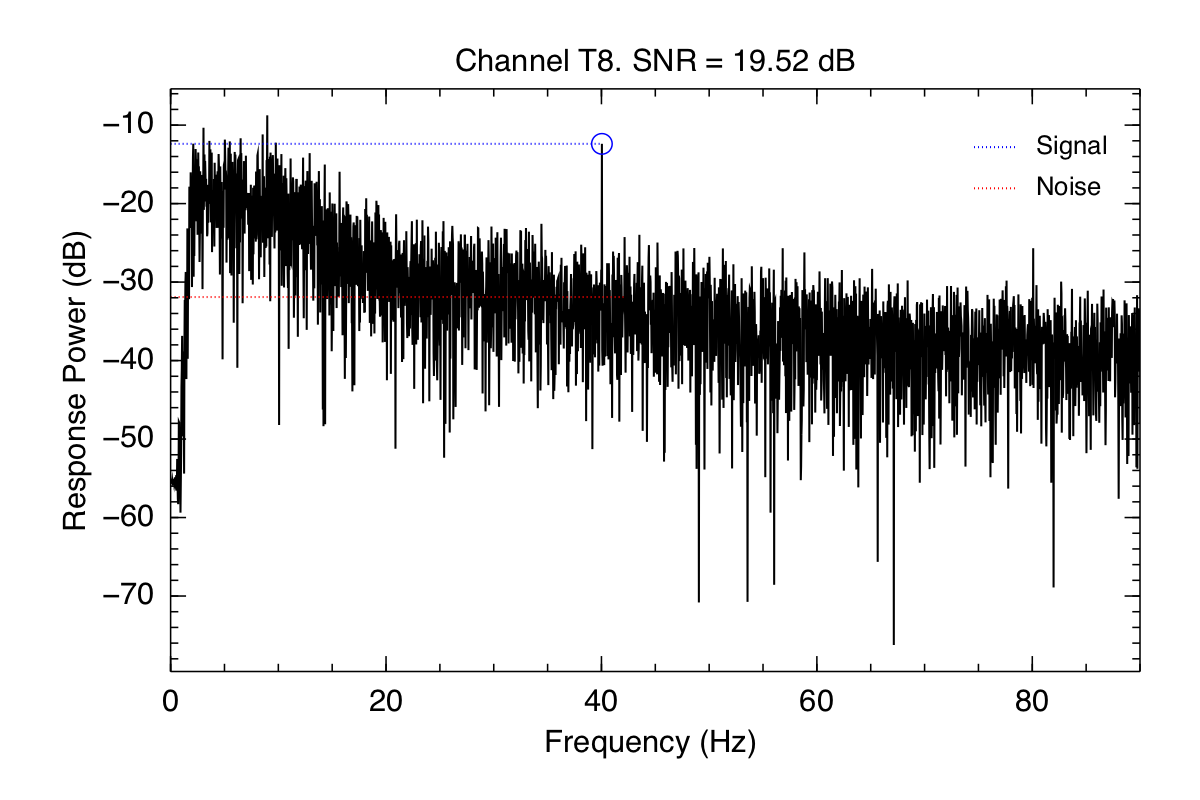 Channel T8. SNR = 19.52 dB
Signal
Noise
Response Power (dB)
−10
−20
−30
−40
−50
−60
−70
0 20 40 60 80
Frequency (Hz)